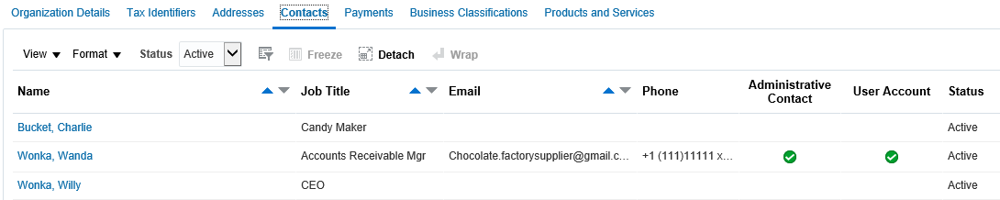 Organization Details Tax Identifiers Addresses Contacts Payments Business Classifications Products and Services
View Format Status Active Freeze Detach Wrap
Name Job Title Email Phone Administrative Contact User Account Status
Bucket, Charlie Candy Maker Active
Wonka, Wanda Accounts Receivable Mgr Chocolate.factorysupplier@gmail.c... +1 (111)11111 x... Active
Wonka, Willy CEO Active